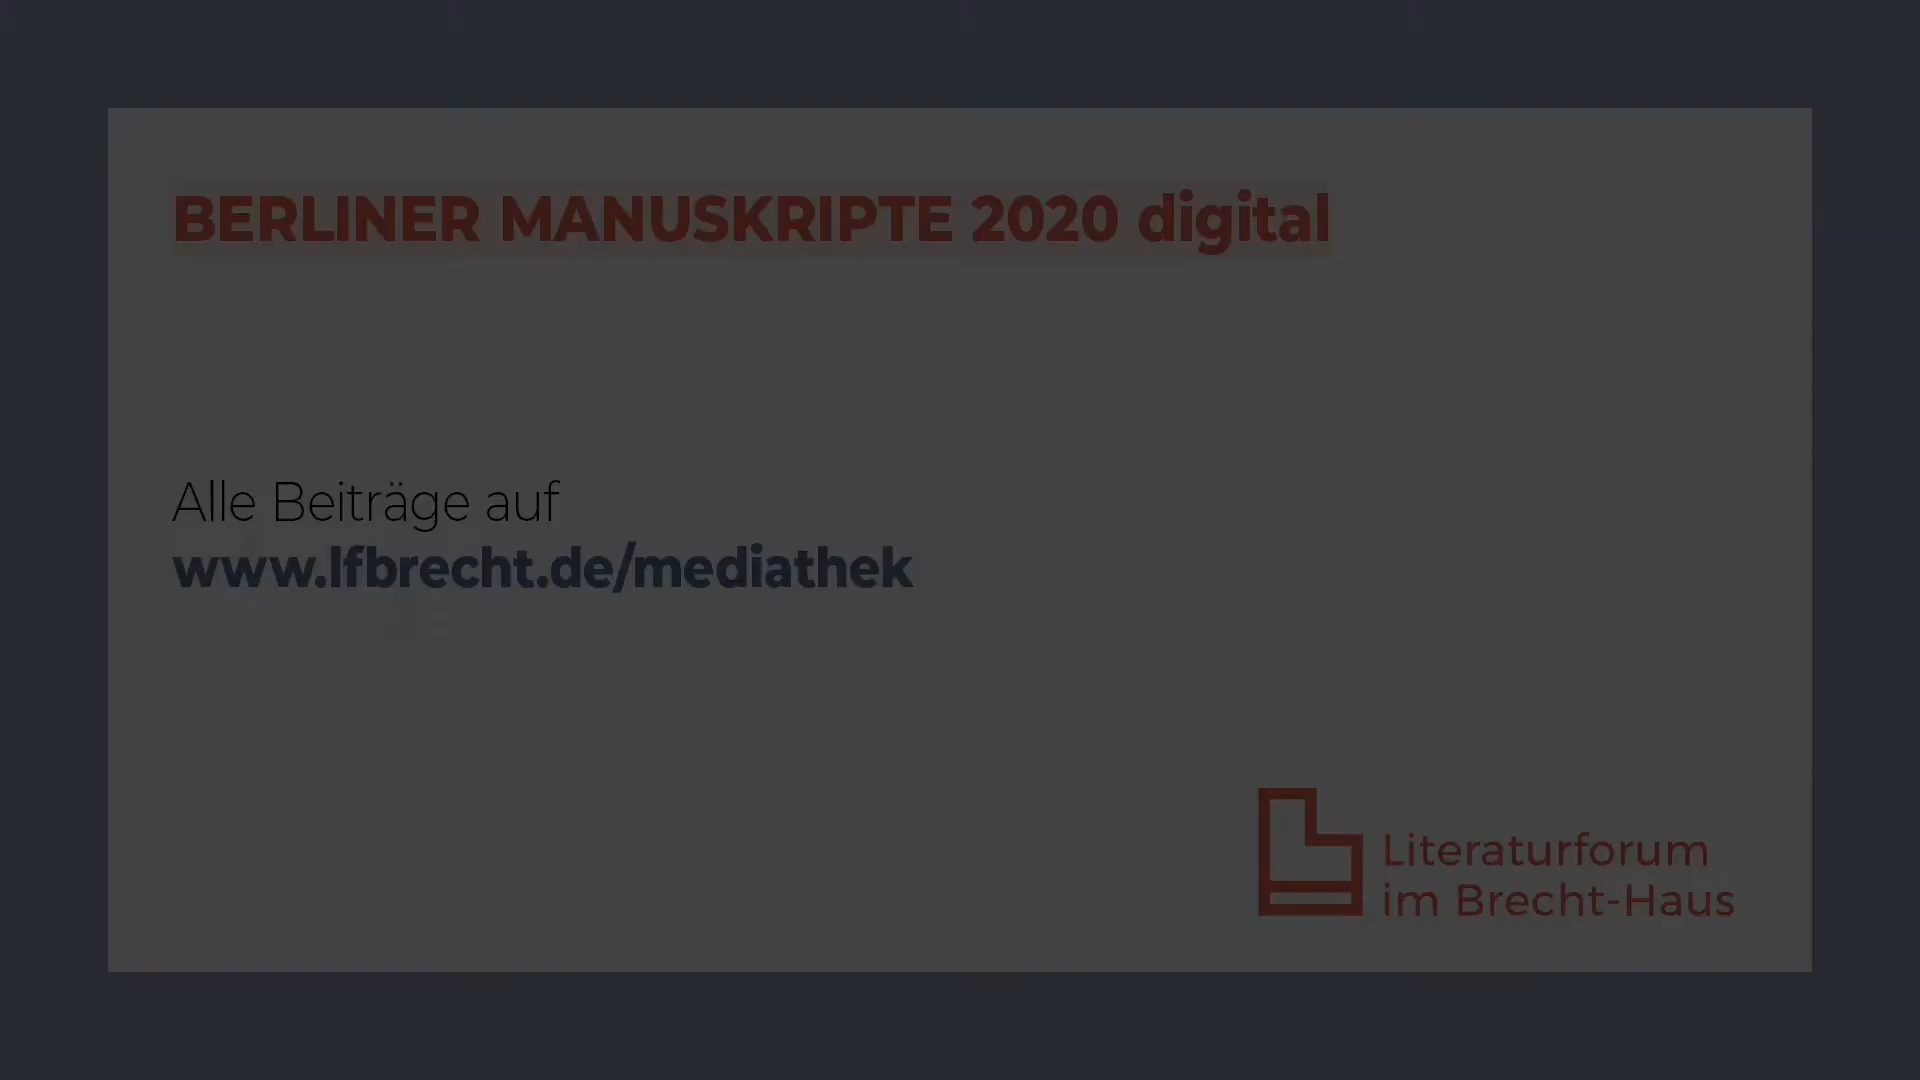 BERLINER MANUSKRIPTE 2020 digital
Alle Beiträge auf
www.lfbrecht.de/mediathek
Literaturforum
im Brecht-Haus